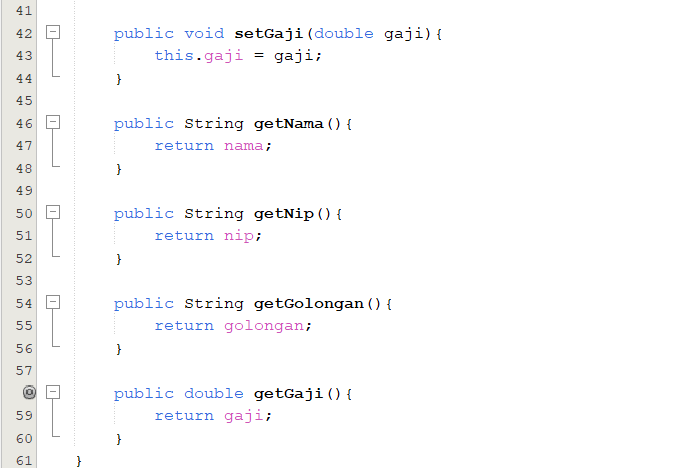 41
42 public void setGaji(double gaji){
43 this.gaji = gaji;
44 }
45
46 public String getNama(){
47 return nama;
48 }
49
50 public String getNip(){
51 return nip;
52 }
53
54 public String getGolongan(){
55 return golongan;
56 }
57
public double getGaji(){
59 return gaji;
60 }
61 }